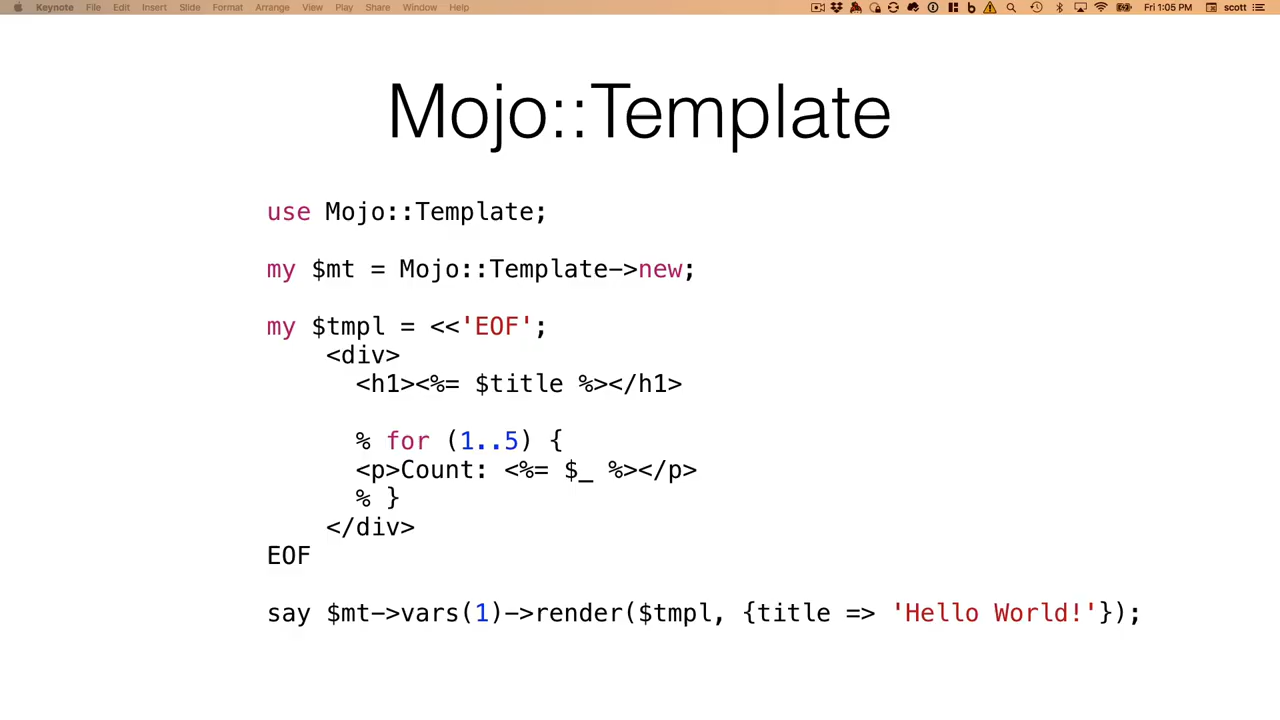 Keynote File Edit Insert Slide Format Arrange View Play Share Window Help Fri 1:05 PM scott
Mojo::Template
use Mojo::Template;
my $mt = Mojo::Template->new;
my $tmpl = <<'EOF';
<div>
<h1><%= $title %></h1>
% for (1..5) {
<p>Count: <%= $_ %></p>
% }
</div>
EOF
say $mt->vars(1)->render($tmpl, {title => 'Hello World!'});